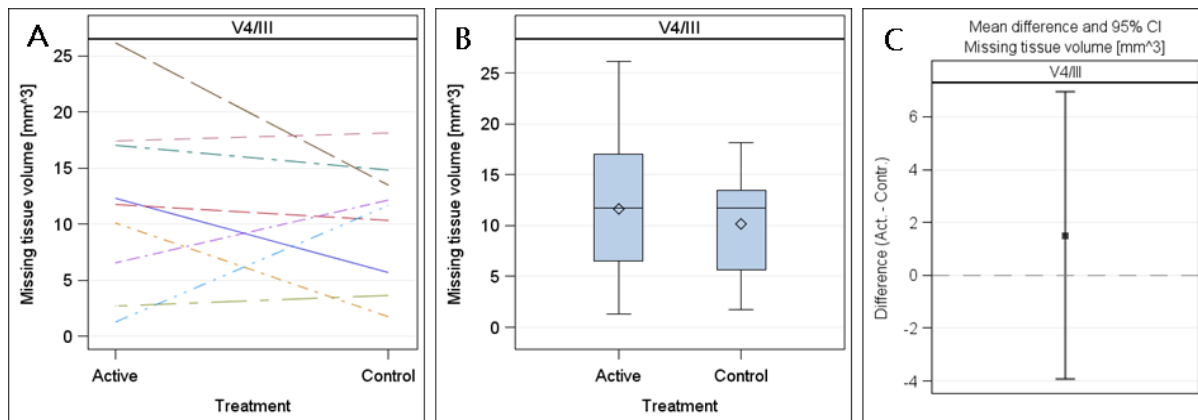 A
V4/III
Missing tissue volume [mm^3]
25
20
15
10
5
0
Active
Control
Treatment
B
V4/III
Missing tissue volume [mm^3]
25
20
15
10
5
0
Active
Control
Treatment
C
Mean difference and 95% CI
Missing tissue volume [mm^3]
V4/III
Difference (Act. - Contr.)
6
4
2
0
-2
-4